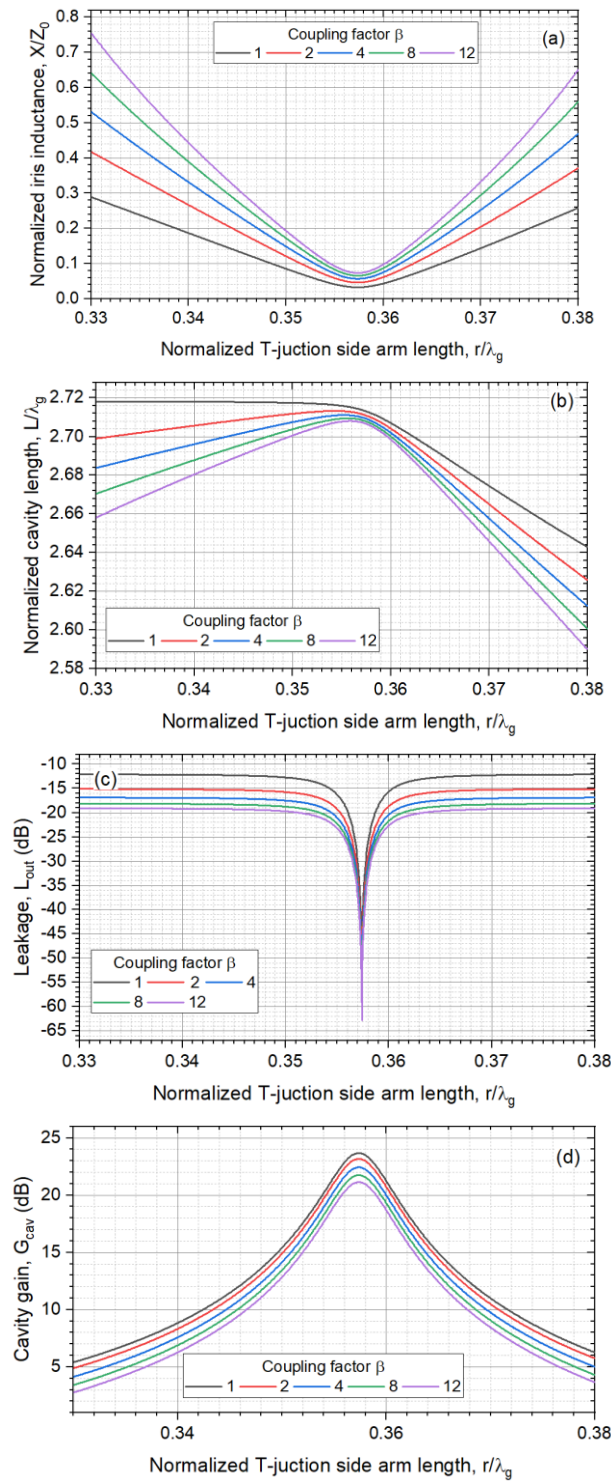 0.8
0.7
0.6
0.5
0.4
0.3
0.2
0.1
0.0
Normalized iris inductance, X/Z₀
Coupling factor β
1 2 4 8 12
(a)
0.33 0.34 0.35 0.36 0.37 0.38
Normalized T-juction side arm length, r/λg
2.72
2.70
2.68
2.66
2.64
2.62
2.60
2.58
Normalized cavity length, L/λg
(b)
Coupling factor β
1 2 4 8 12
0.33 0.34 0.35 0.36 0.37 0.38
Normalized T-juction side arm length, r/λg
-10
-15
-20
-25
-30
-35
-40
-45
-50
-55
-60
-65
Leakage, Lout (dB)
(c)
Coupling factor β
1 2 4
8 12
0.33 0.34 0.35 0.36 0.37 0.38
Normalized T-juction side arm length, r/λg
25
20
15
10
5
Cavity gain, Gcav (dB)
(d)
Coupling factor β
1 2 4 8 12
0.34 0.36 0.38
Normalized T-juction side arm length, r/λg